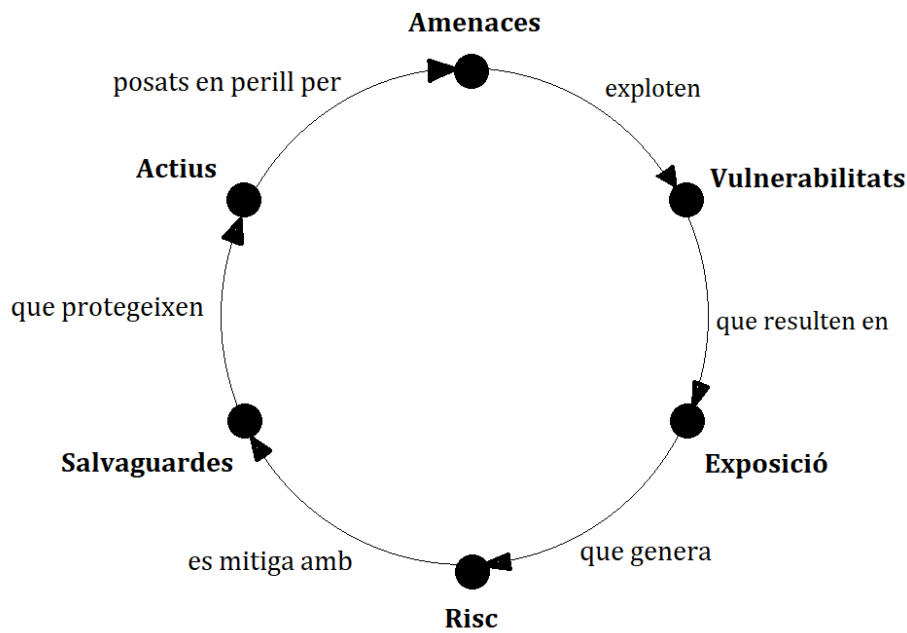 Amenaces
posats en perill per
exploten
Actius
Vulnerabilitats
que protegeixen
que resulten en
Salvaguardes
Exposició
es mitiga amb
que genera
Risc